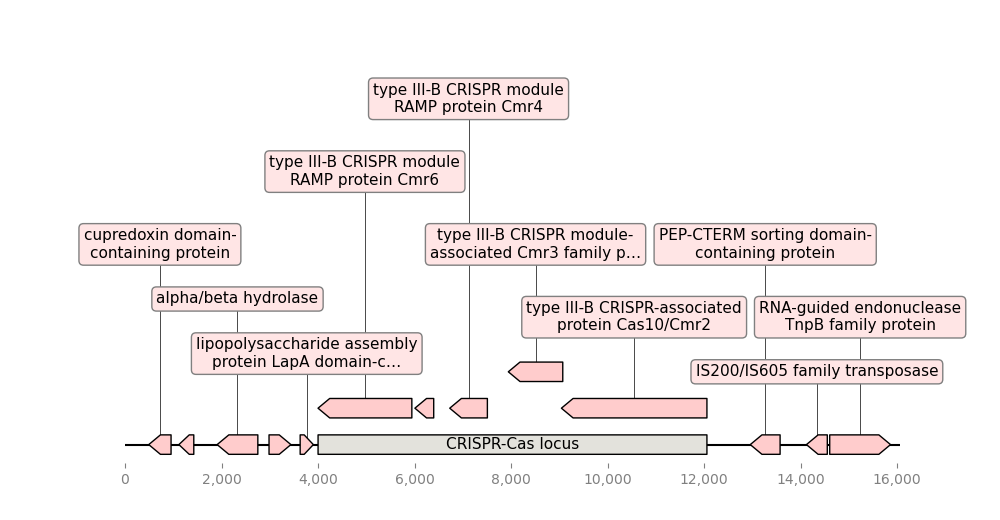 type III-B CRISPR module
RAMP protein Cmr4
type III-B CRISPR module
RAMP protein Cmr6
cupredoxin domain-
containing protein
type III-B CRISPR module-
associated Cmr3 family p…
PEP-CTERM sorting domain-
containing protein
alpha/beta hydrolase
type III-B CRISPR-associated
protein Cas10/Cmr2
RNA-guided endonuclease
TnpB family protein
lipopolysaccharide assembly
protein LapA domain-c…
IS200/IS605 family transposase
CRISPR-Cas locus
0 2,000 4,000 6,000 8,000 10,000 12,000 14,000 16,000